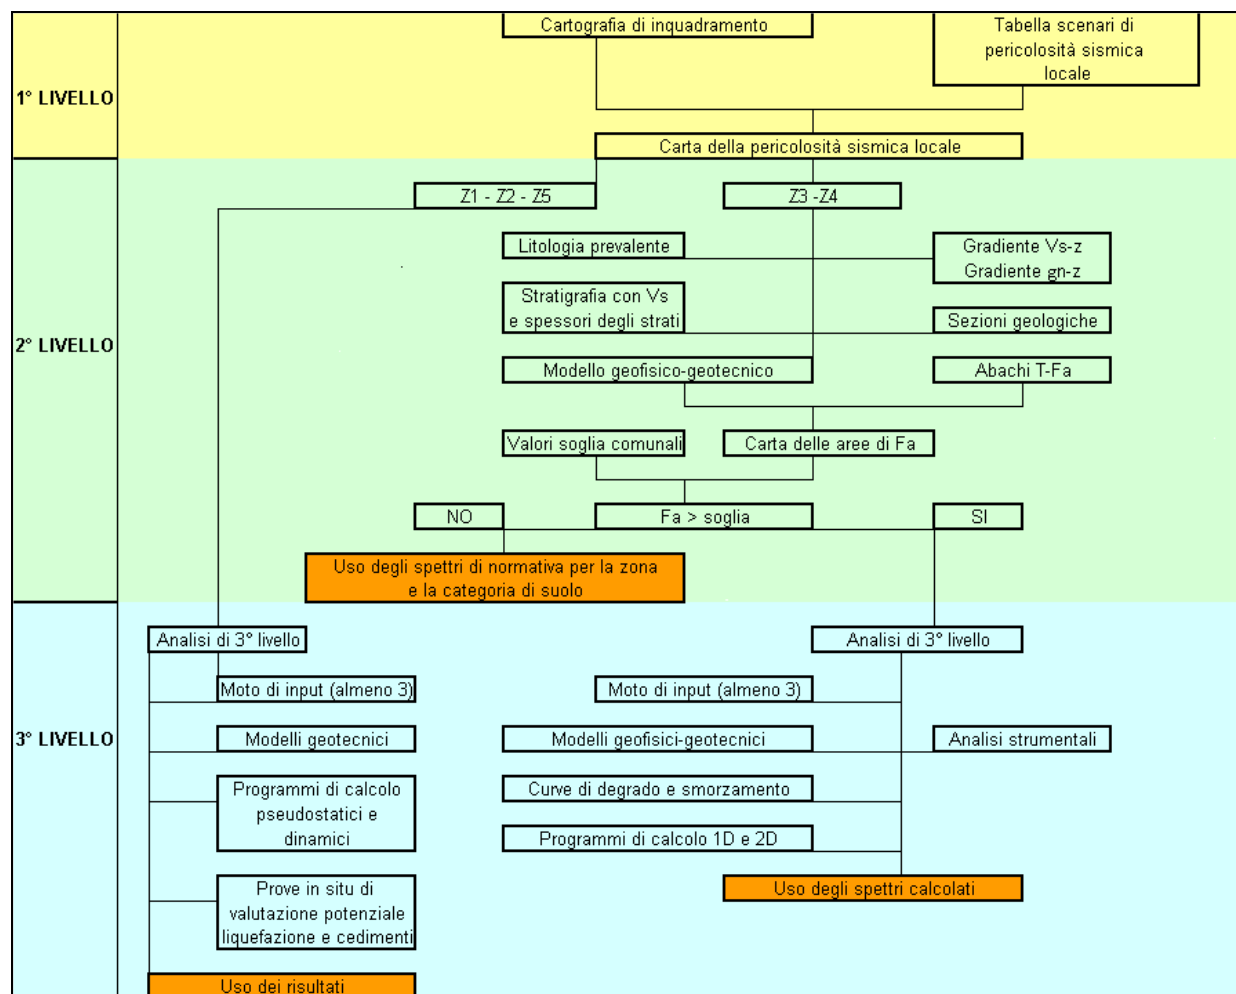 Cartografia di inquadramento
Tabella scenari di
pericolosità sismica
locale
1° LIVELLO
Carta della pericolosità sismica locale
Z1 - Z2 - Z5
Z3 -Z4
Litologia prevalente
Gradiente Vs-z
Gradiente gn-z
Stratigrafia con Vs
e spessori degli strati
Sezioni geologiche
2° LIVELLO
Modello geofisico-geotecnico
Abachi T-Fa
Valori soglia comunali
Carta delle aree di Fa
NO
Fa > soglia
SI
Uso degli spettri di normativa per la zona
e la categoria di suolo
Analisi di 3° livello
Analisi di 3° livello
Moto di input (almeno 3)
Moto di input (almeno 3)
3° LIVELLO
Modelli geotecnici
Modelli geofisici-geotecnici
Analisi strumentali
Programmi di calcolo
pseudostatici e
dinamici
Curve di degrado e smorzamento
Programmi di calcolo 1D e 2D
Prove in situ di
valutazione potenziale
liquefazione e cedimenti
Uso degli spettri calcolati
Uso dei risultati